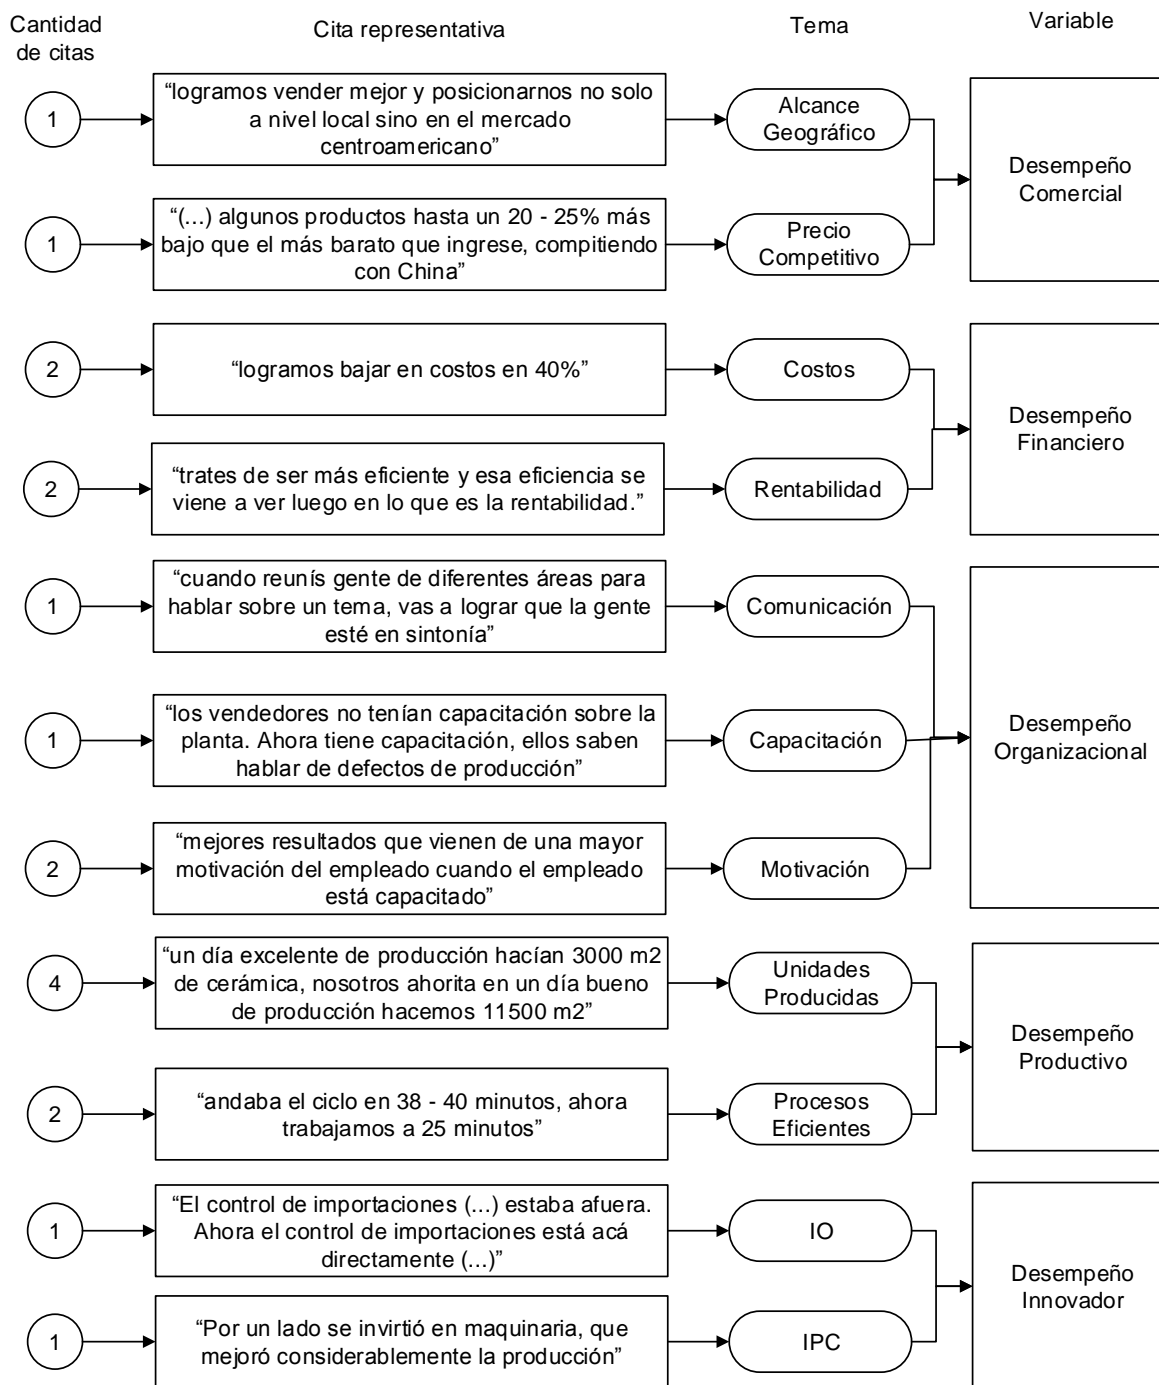 Cantidad
de citas
Cita representativa
Tema
Variable
1
“logramos vender mejor y posicionarnos no solo
a nivel local sino en el mercado
centroamericano”
Alcance
Geográfico
Desempeño
Comercial
1
“(...) algunos productos hasta un 20 - 25% más
bajo que el más barato que ingrese, compitiendo
con China”
Precio
Competitivo
2
“logramos bajar en costos en 40%”
Costos
Desempeño
Financiero
2
“trates de ser más eficiente y esa eficiencia se
viene a ver luego en lo que es la rentabilidad.”
Rentabilidad
1
“cuando reunís gente de diferentes áreas para
hablar sobre un tema, vas a lograr que la gente
esté en sintonía”
Comunicación
1
“los vendedores no tenían capacitación sobre la
planta. Ahora tiene capacitación, ellos saben
hablar de defectos de producción”
Capacitación
Desempeño
Organizacional
2
“mejores resultados que vienen de una mayor
motivación del empleado cuando el empleado
está capacitado”
Motivación
4
“un día excelente de producción hacían 3000 m2
de cerámica, nosotros ahorita en un día bueno
de producción hacemos 11500 m2”
Unidades
Producidas
Desempeño
Productivo
2
“andaba el ciclo en 38 - 40 minutos, ahora
trabajamos a 25 minutos”
Procesos
Eficientes
1
“El control de importaciones (...) estaba afuera.
Ahora el control de importaciones está acá
directamente (...)”
IO
Desempeño
Innovador
1
“Por un lado se invirtió en maquinaria, que
mejoró considerablemente la producción”
IPC